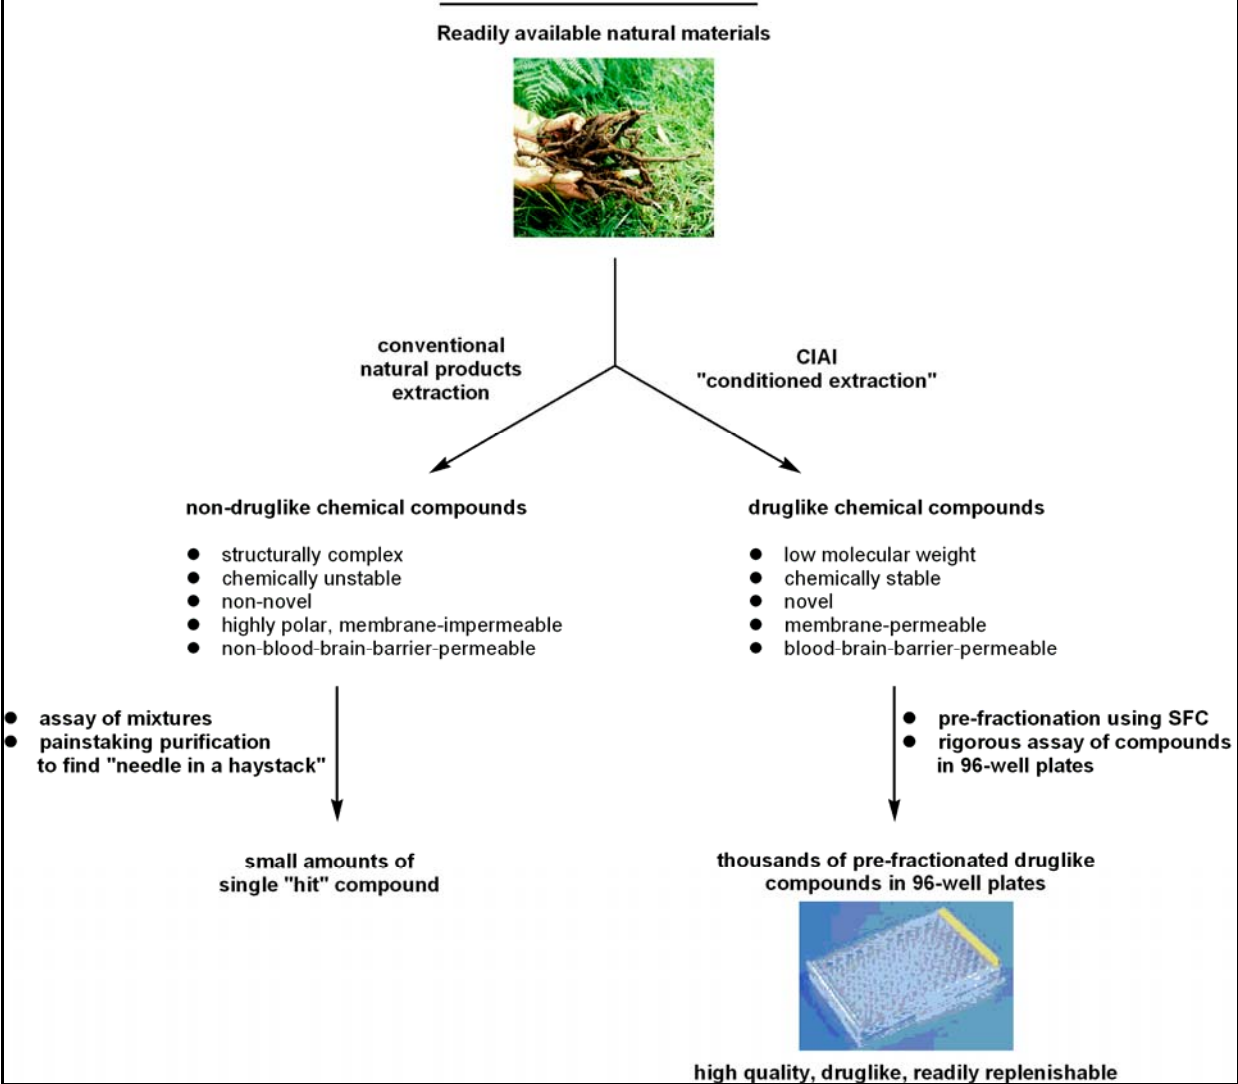 Readily available natural materials
conventional
natural products
extraction
CIAI
"conditioned extraction"
non-druglike chemical compounds
● structurally complex
● chemically unstable
● non-novel
● highly polar, membrane-impermeable
● non-blood-brain-barrier-permeable
druglike chemical compounds
● low molecular weight
● chemically stable
● novel
● membrane-permeable
● blood-brain-barrier-permeable
● assay of mixtures
● painstaking purification
to find "needle in a haystack"
● pre-fractionation using SFC
● rigorous assay of compounds
in 96-well plates
small amounts of
single "hit" compound
thousands of pre-fractionated druglike
compounds in 96-well plates
high quality, druglike, readily replenishable